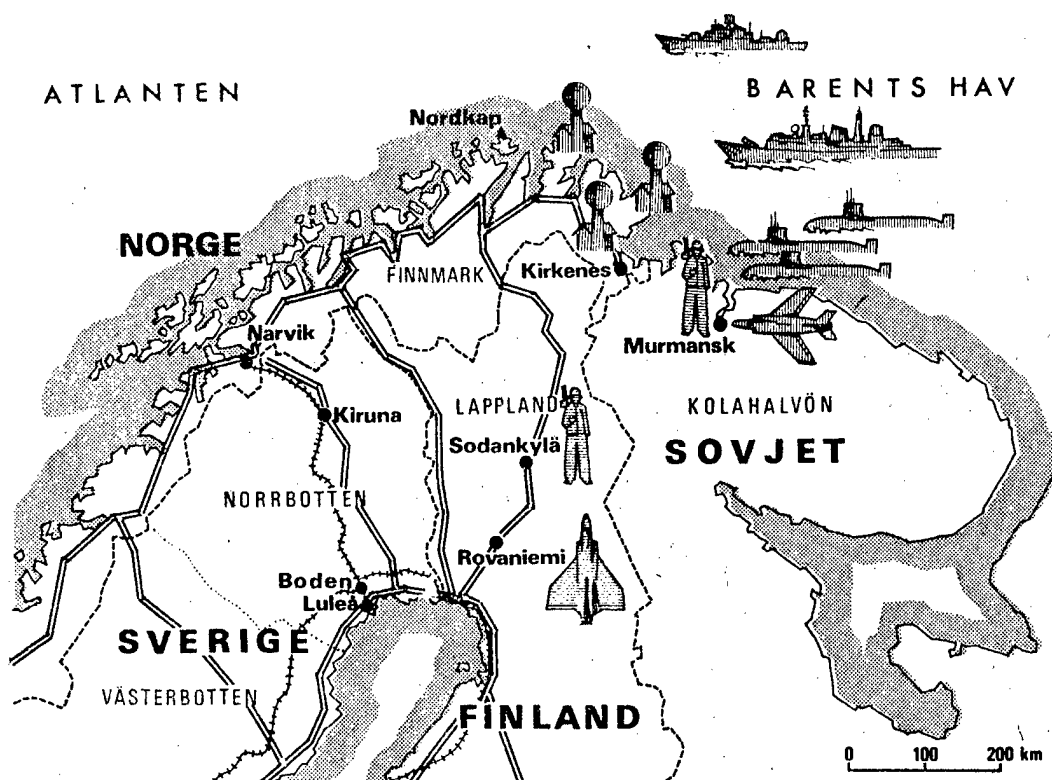 ATLANTEN
BARENTS HAV
Nordkap
NORGE
FINNMARK
Kirkenes
Narvik
Murmansk
Kiruna
LAPPLAND
KOLAHALVÖN
Sodankylä
SOVJET
NORRBOTTEN
Rovaniemi
Boden
Luleå
SVERIGE
VÄSTERBOTTEN
FINLAND
0 100 200 km